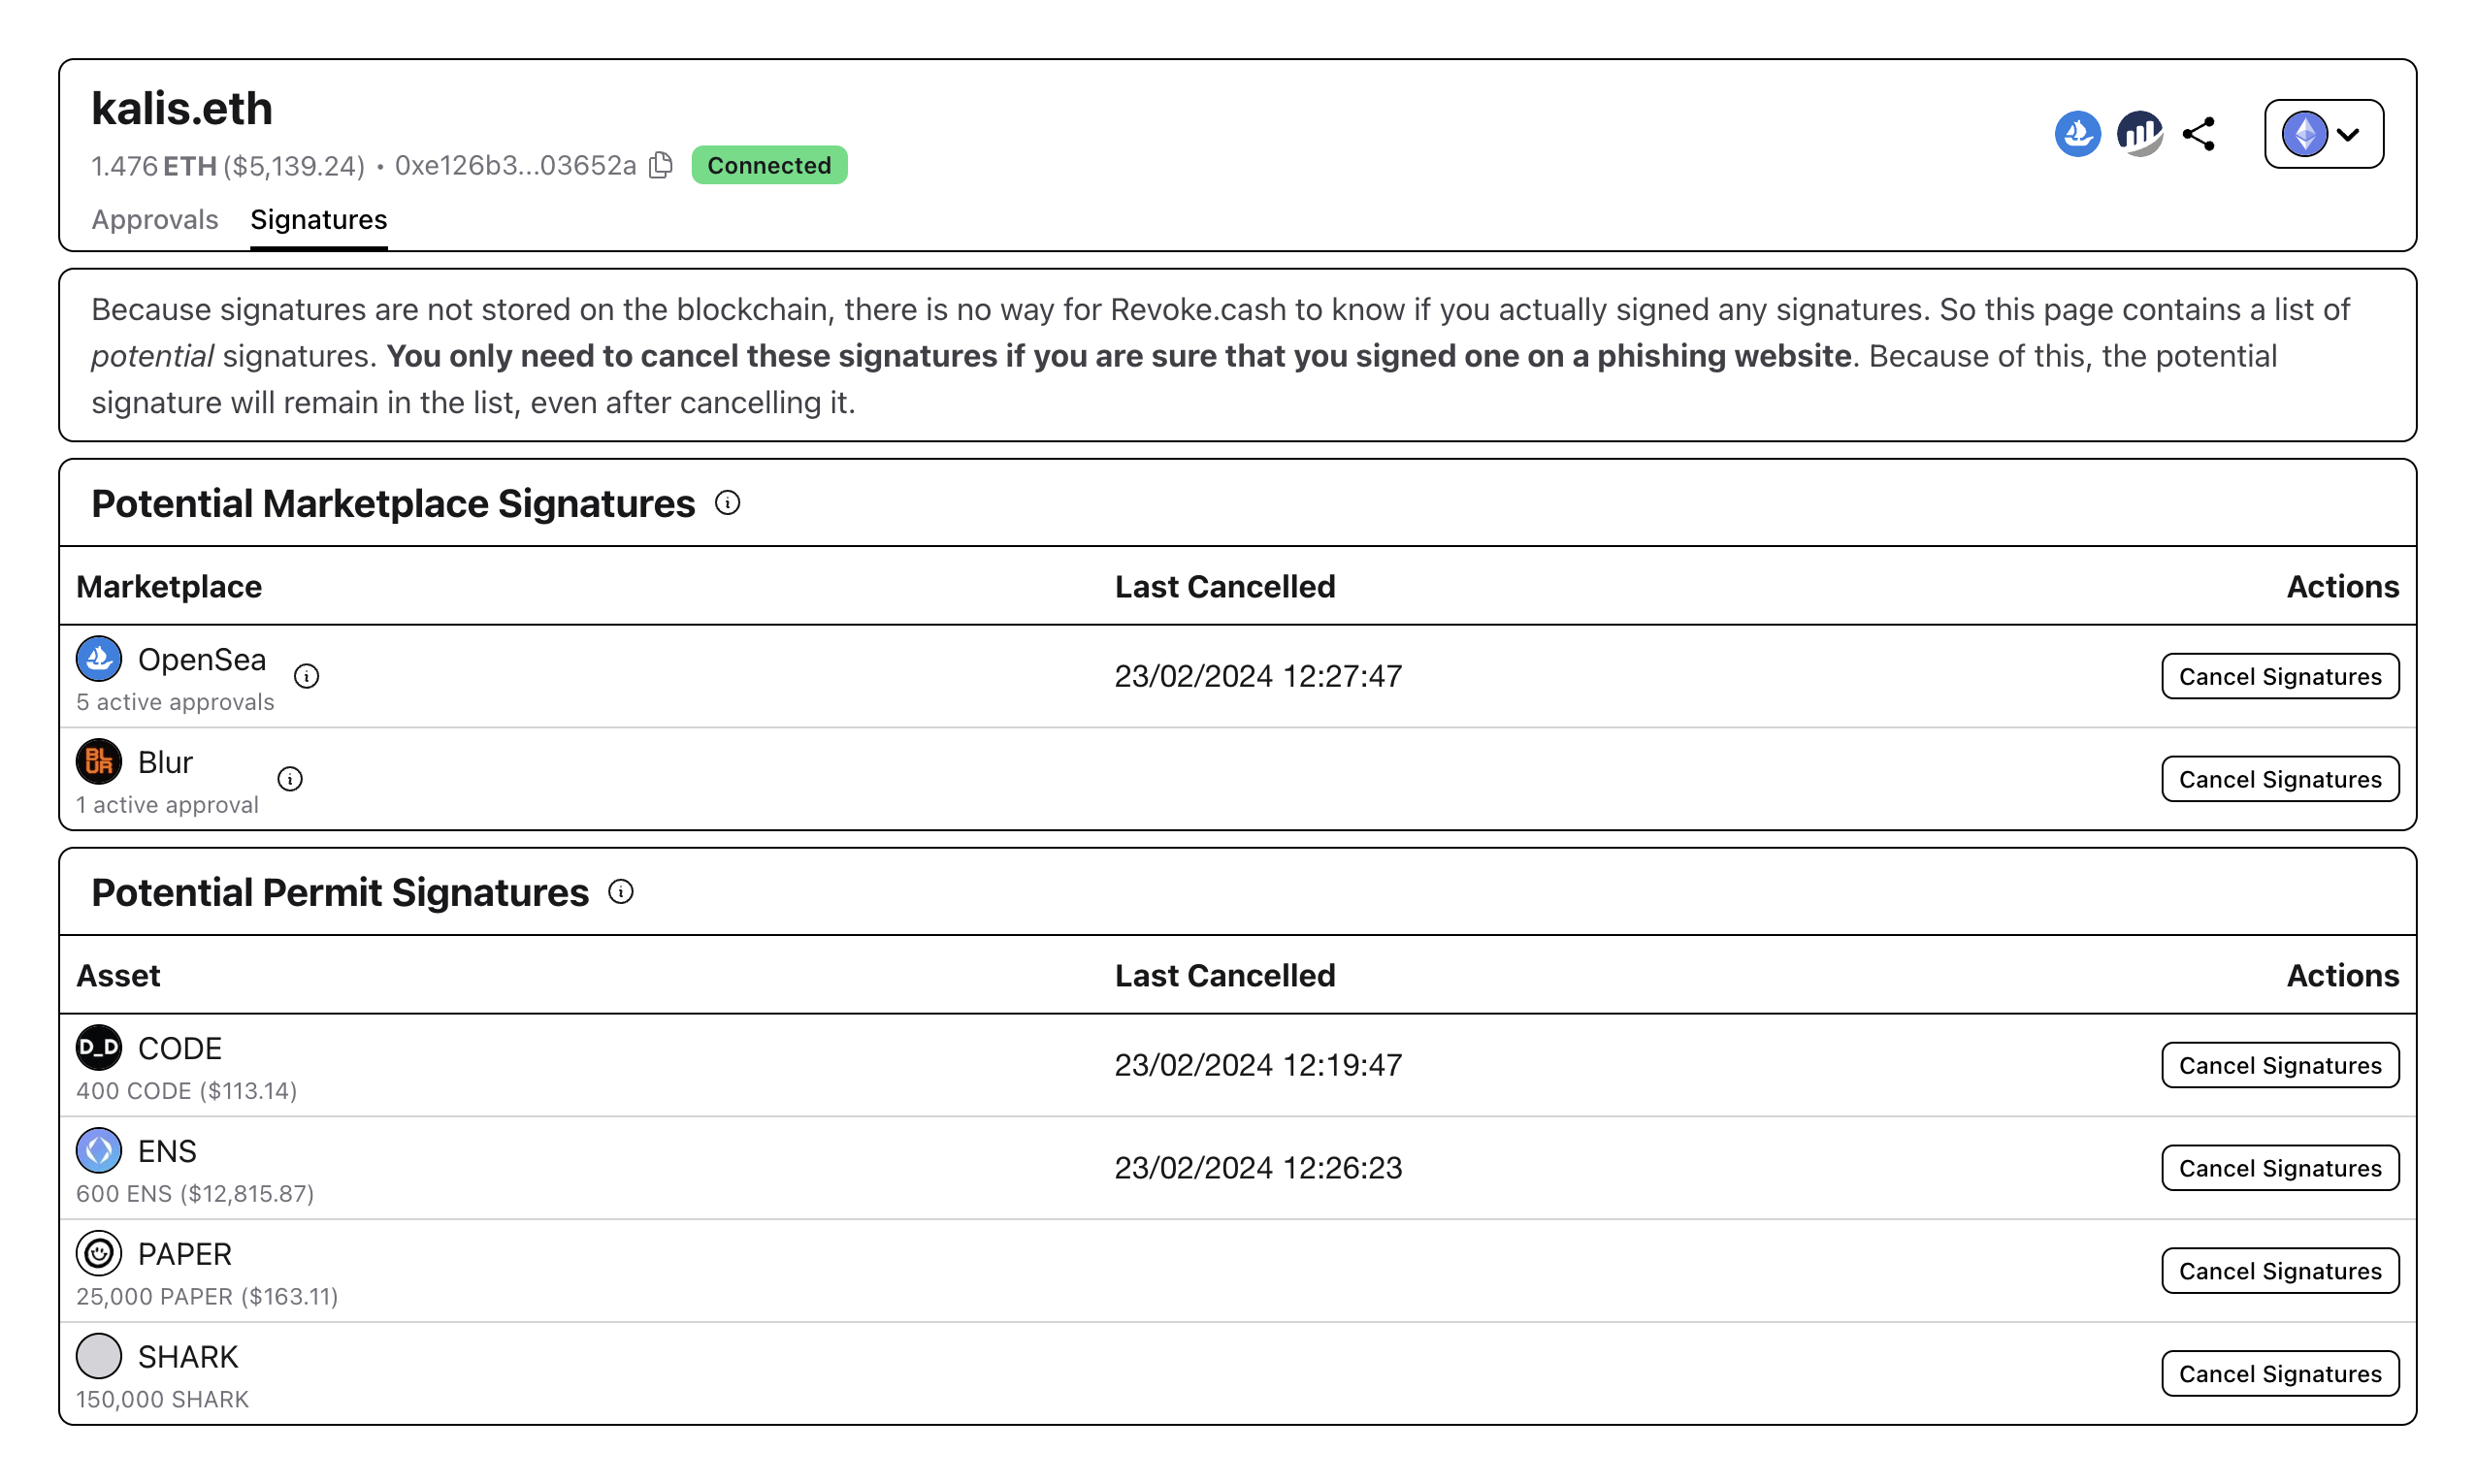 kalis.eth
1.476 ETH ($5,139.24) • 0xe126b3...03652a Connected
Approvals Signatures
Because signatures are not stored on the blockchain, there is no way for Revoke.cash to know if you actually signed any signatures. So this page contains a list of
potential signatures. You only need to cancel these signatures if you are sure that you signed one on a phishing website. Because of this, the potential
signature will remain in the list, even after cancelling it.
Potential Marketplace Signatures
Marketplace Last Cancelled Actions
OpenSea
5 active approvals
23/02/2024 12:27:47
Cancel Signatures
BLUR Blur
1 active approval
Cancel Signatures
Potential Permit Signatures
Asset Last Cancelled Actions
D_D CODE
400 CODE ($113.14)
23/02/2024 12:19:47
Cancel Signatures
ENS
600 ENS ($12,815.87)
23/02/2024 12:26:23
Cancel Signatures
PAPER
25,000 PAPER ($163.11)
Cancel Signatures
SHARK
150,000 SHARK
Cancel Signatures